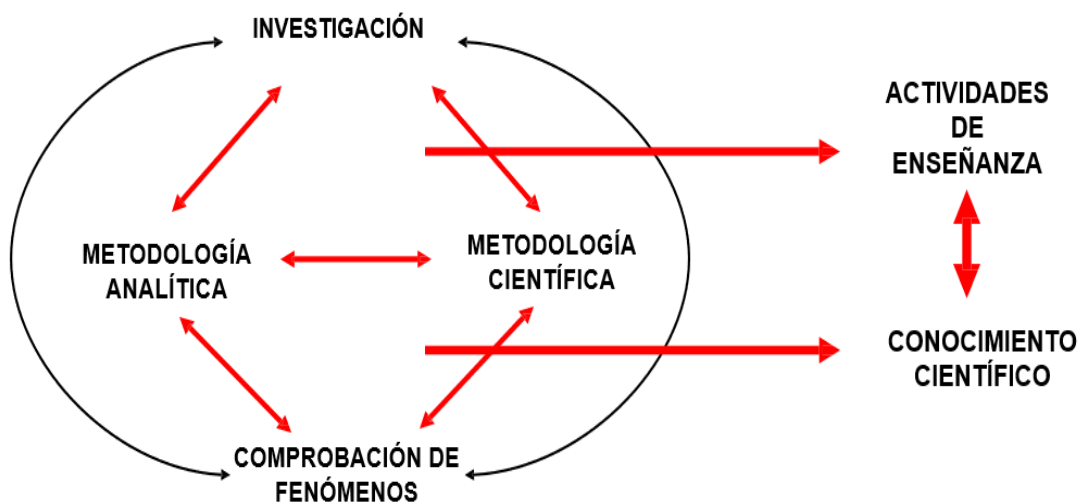 INVESTIGACIÓN
ACTIVIDADES
DE
ENSEÑANZA
METODOLOGÍA
ANALÍTICA
METODOLOGÍA
CIENTÍFICA
CONOCIMIENTO
CIENTÍFICO
COMPROBACIÓN DE
FENÓMENOS